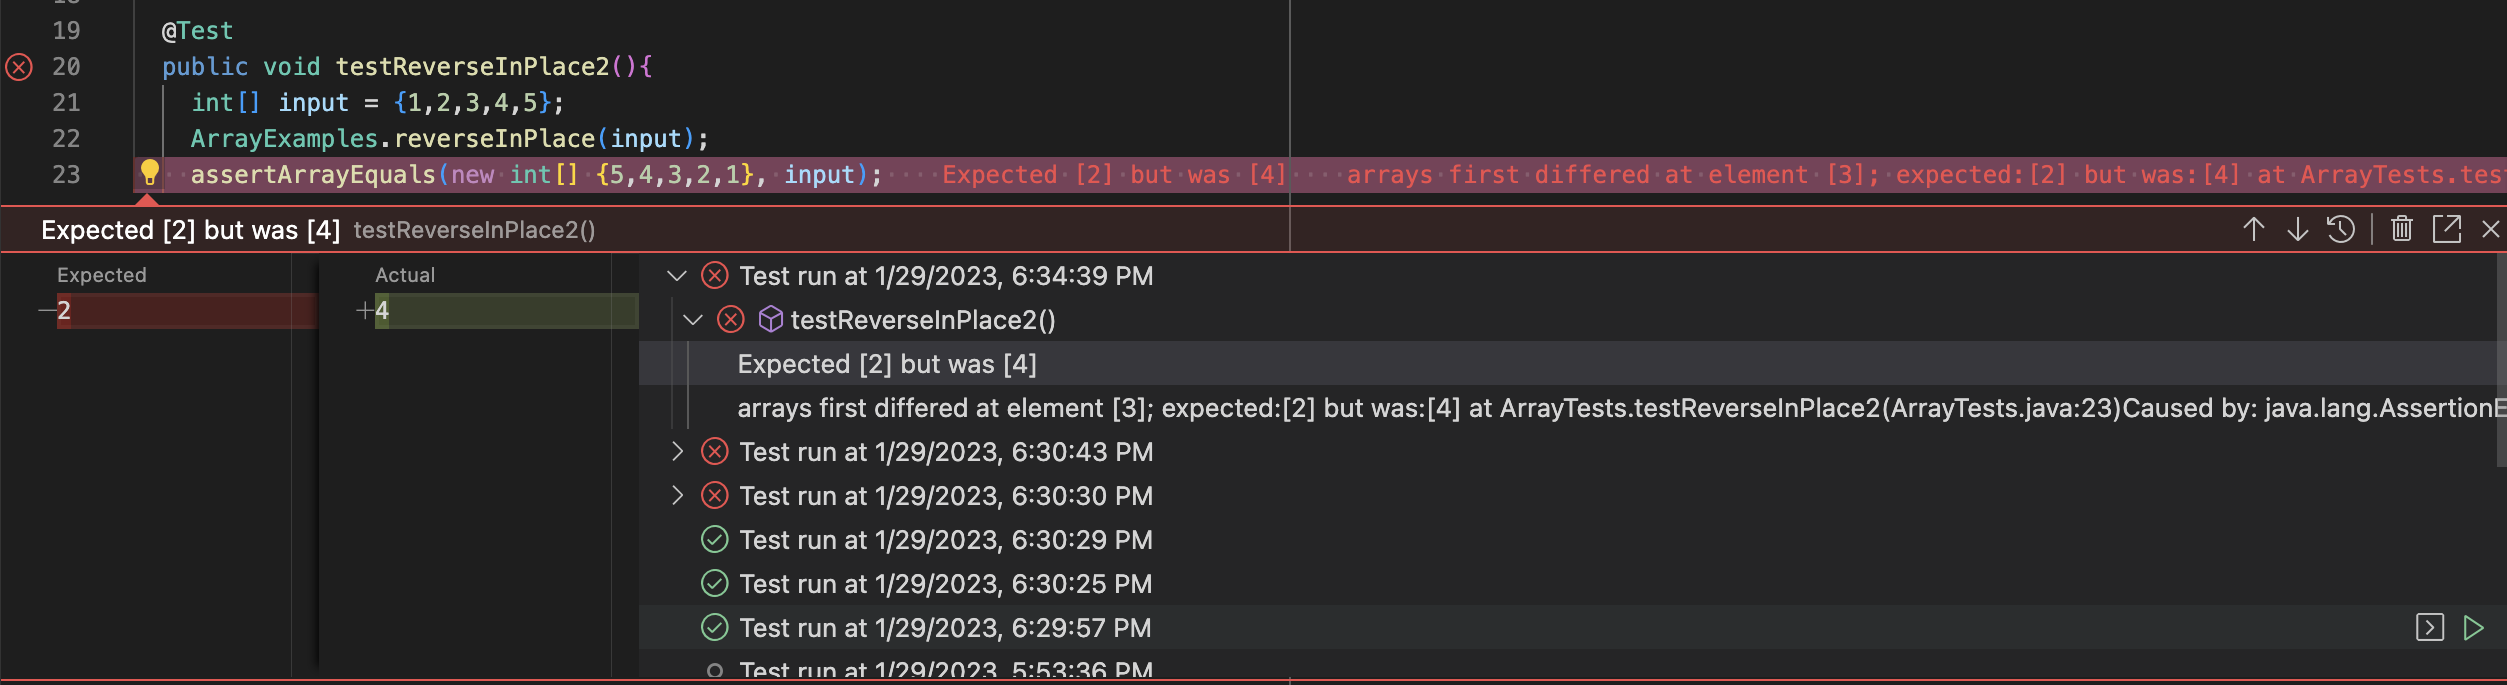 18
19 @Test
20 public void testReverseInPlace2(){
21 int[] input = {1,2,3,4,5};
22 ArrayExamples.reverseInPlace(input);
23 assertArrayEquals(new int[] {5,4,3,2,1}, input); Expected [2] but was [4] arrays first differed at element [3]; expected:[2] but was:[4] at ArrayTests.tes
Expected [2] but was [4] testReverseInPlace2()
Expected
Actual
2
4
Test run at 1/29/2023, 6:34:39 PM
testReverseInPlace2()
Expected [2] but was [4]
arrays first differed at element [3]; expected:[2] but was:[4] at ArrayTests.testReverseInPlace2(ArrayTests.java:23)Caused by: java.lang.AssertionE
Test run at 1/29/2023, 6:30:43 PM
Test run at 1/29/2023, 6:30:30 PM
Test run at 1/29/2023, 6:30:29 PM
Test run at 1/29/2023, 6:30:25 PM
Test run at 1/29/2023, 6:29:57 PM
Test run at 1/29/2023, 5:53:36 PM